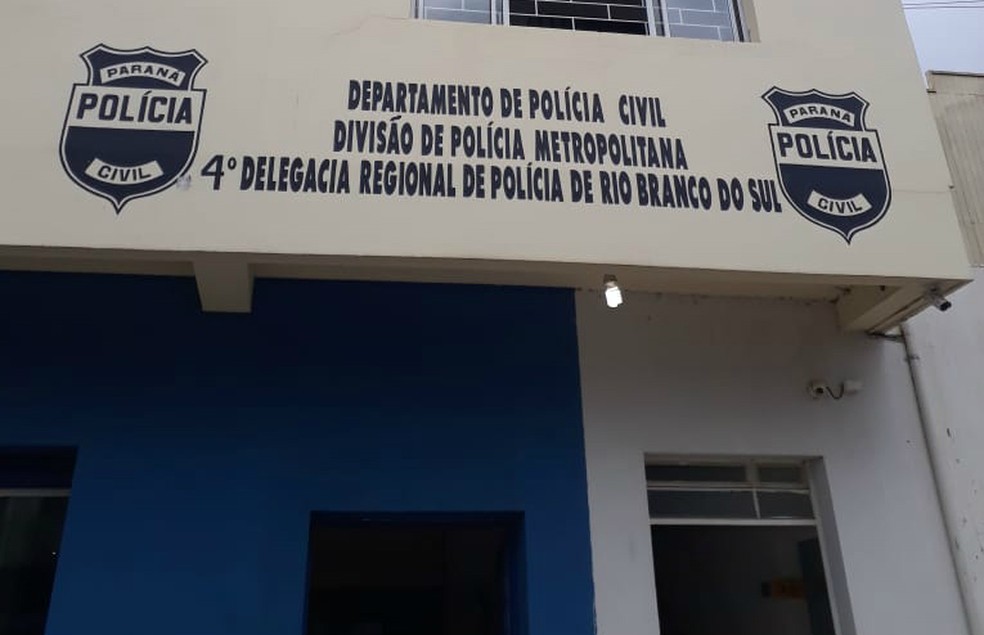 PARANÁ
POLÍCIA
CIVIL
DEPARTAMENTO DE POLÍCIA CIVIL
DIVISÃO DE POLÍCIA METROPOLITANA
4º DELEGACIA REGIONAL DE POLÍCIA DE RIO BRANCO DO SUL
PARANÁ
POLÍCIA
CIVIL